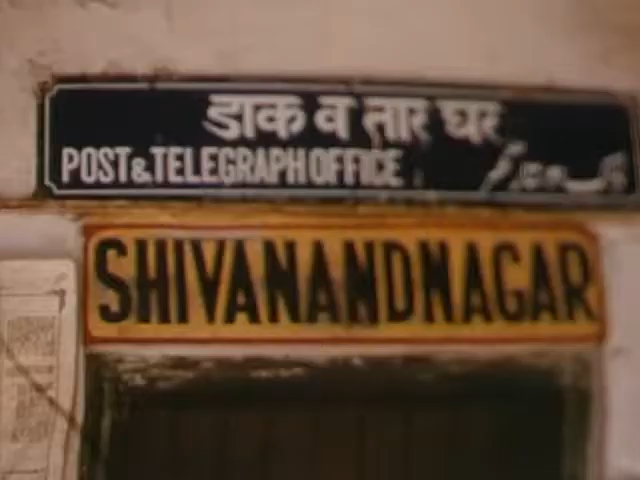 डाक व तार घर
POST & TELEGRAPH OFFICE
SHIVANANDNAGAR